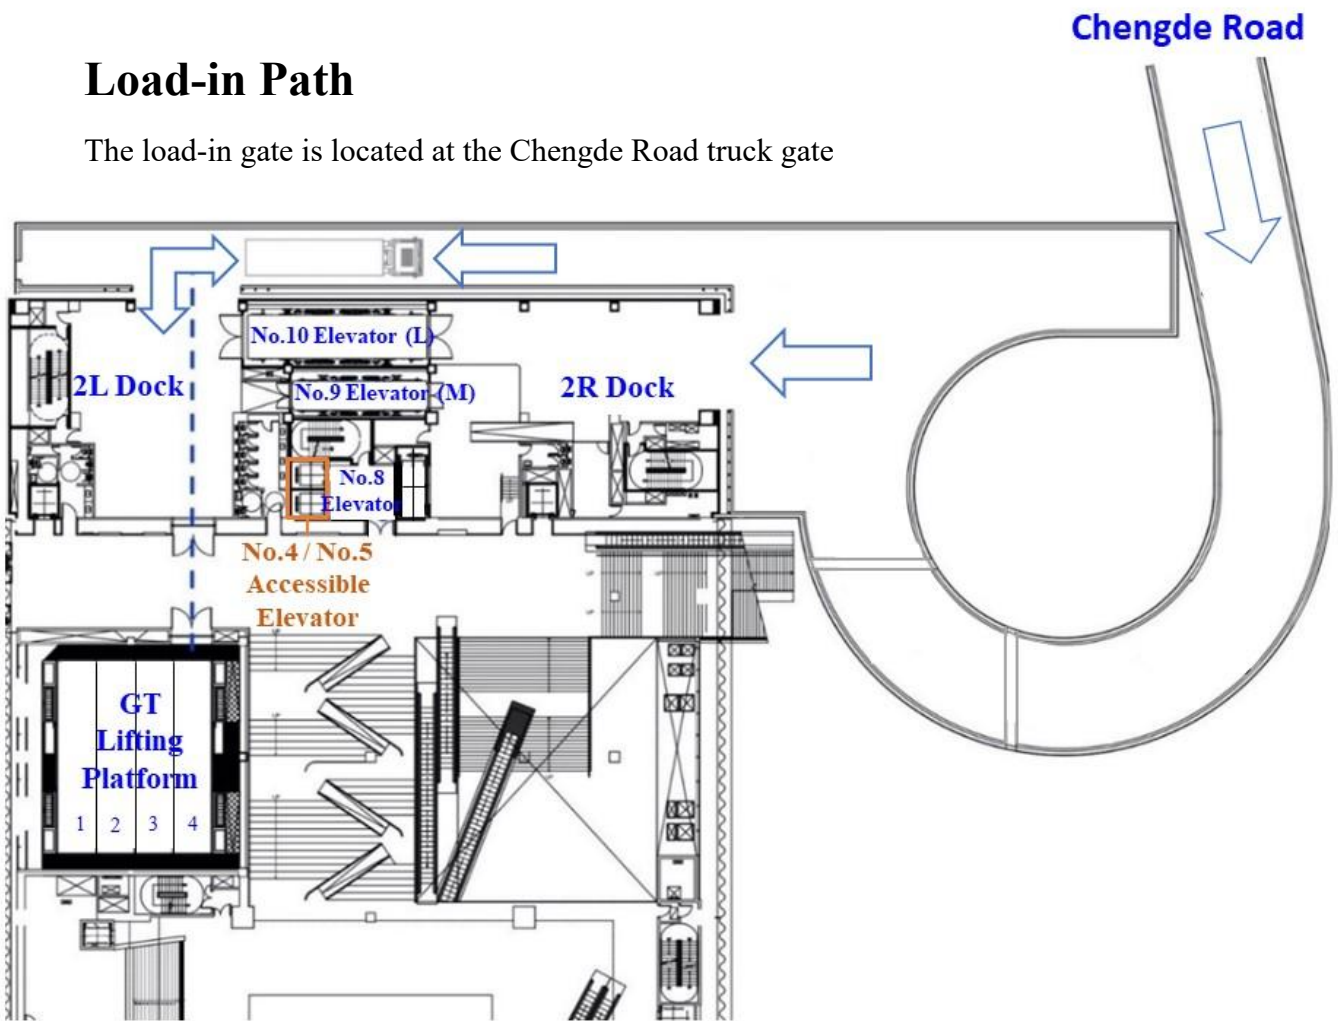 Chengde Road
Load-in Path
The load-in gate is located at the Chengde Road truck gate
No.10 Elevator (L)
2L Dock
No.9 Elevator (M)
2R Dock
No.8
Elevator
No.4 / No.5
Accessible
Elevator
GT
Lifting
Platform
1 2 3 4